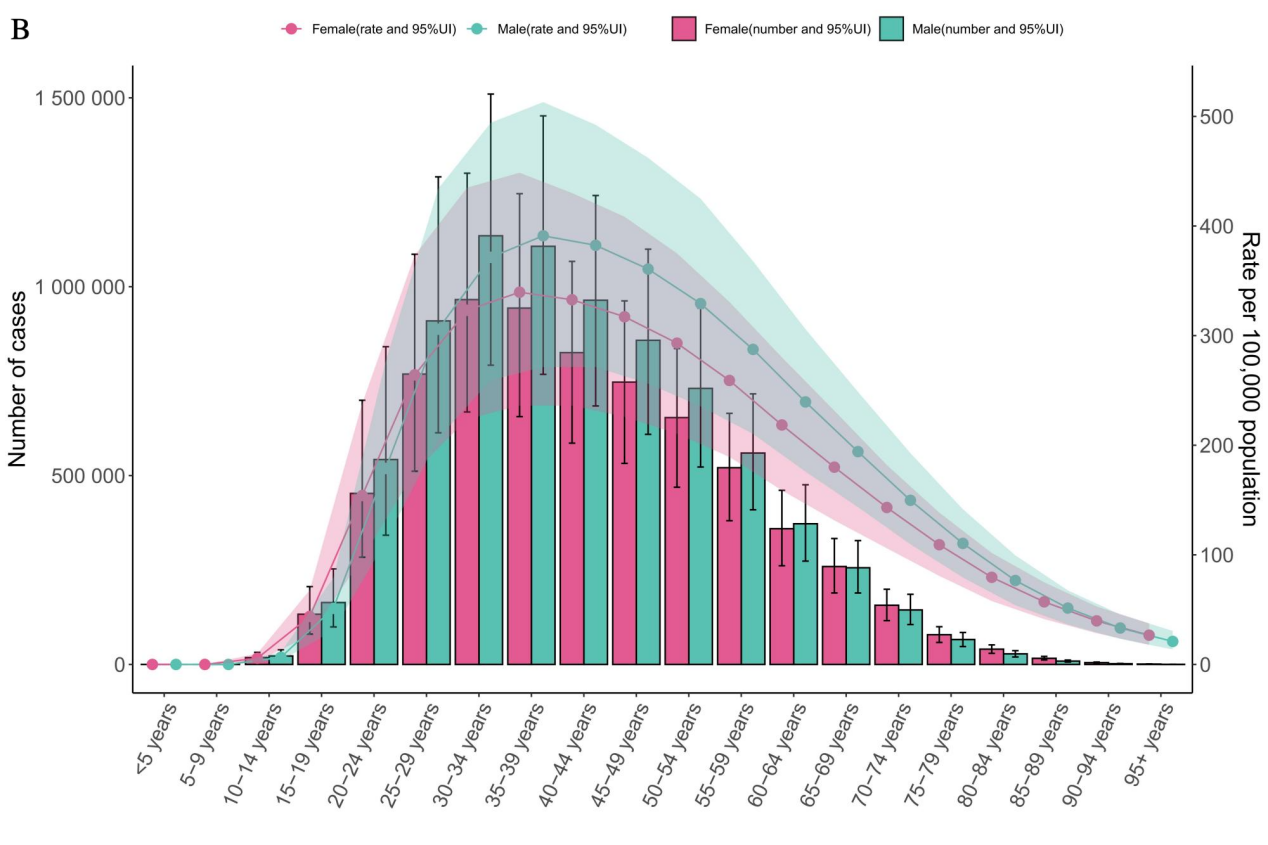 B
Female(rate and 95%UI) Male(rate and 95%UI) Female(number and 95%UI) Male(number and 95%UI)
Number of cases
1 500 000
1 000 000
500 000
0
500
400
300
200
100
0
Rate per 100,000 population
<5 years
5−9 years
10−14 years
15−19 years
20−24 years
25−29 years
30−34 years
35−39 years
40−44 years
45−49 years
50−54 years
55−59 years
60−64 years
65−69 years
70−74 years
75−79 years
80−84 years
85−89 years
90−94 years
95+ years